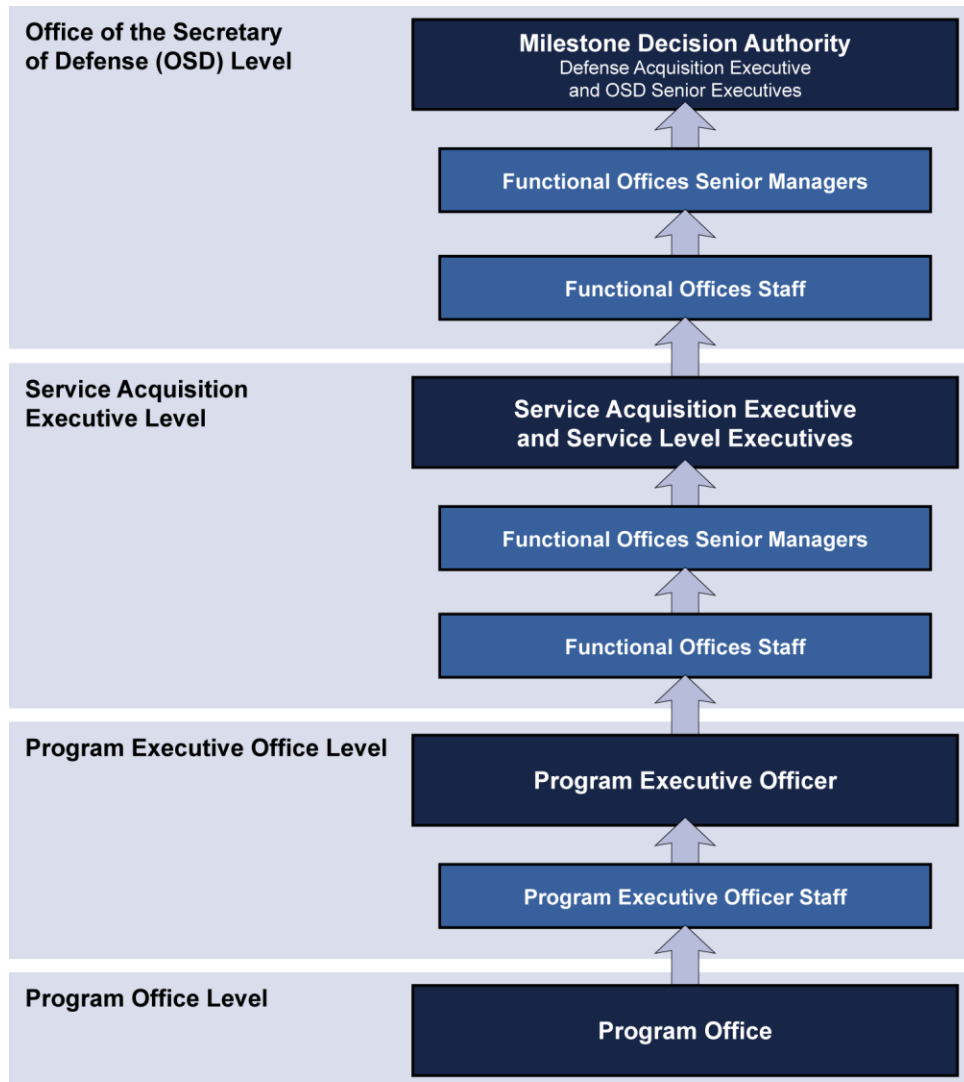 Office of the Secretary
of Defense (OSD) Level
Milestone Decision Authority
Defense Acquisition Executive
and OSD Senior Executives
Functional Offices Senior Managers
Functional Offices Staff
Service Acquisition
Executive Level
Service Acquisition Executive
and Service Level Executives
Functional Offices Senior Managers
Functional Offices Staff
Program Executive Office Level
Program Executive Officer
Program Executive Officer Staff
Program Office Level
Program Office